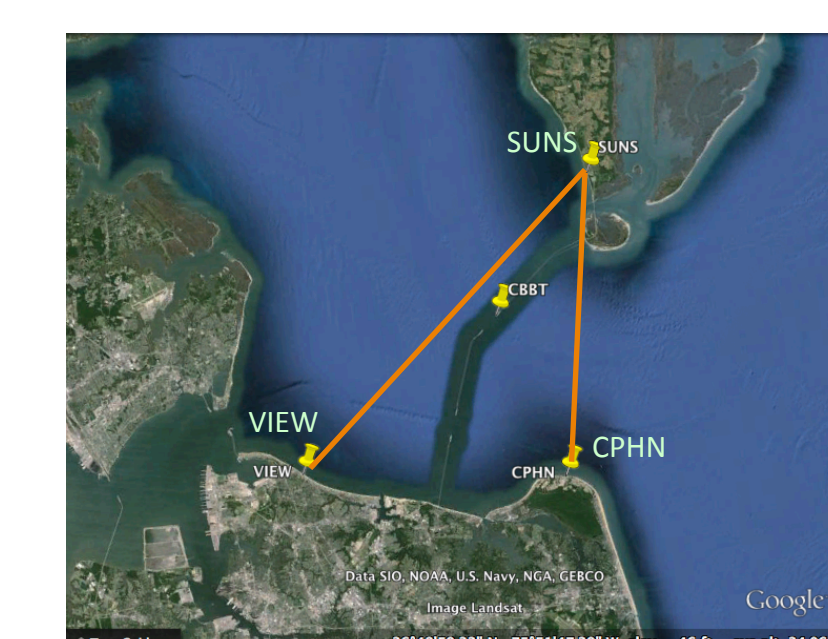 SUNS
SUNS
CBBT
VIEW
VIEW
CPHN
CPHN
Data SIO, NOAA, U.S. Navy, NGA, GEBCO
Image Landsat
Google